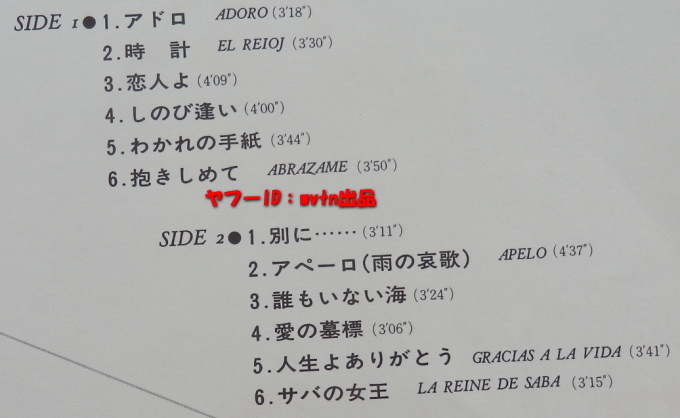 SIDE 1●1.アドロ ADORO(3'18")
2.時 計 EL REIOJ (3'30")
3.恋人よ(4'09")
4.しのび逢い(4'00")
5.わかれの手紙(3'44")
6.抱きしめて ABRAZAME (3'50")
ヤフーID：wvtn出品
SIDE 2●1.別に……(3'11")
2.アペーロ(雨の哀歌) APELO(4'37")
3.誰もいない海(3'24")
4.愛の墓標(3'06")
5.人生よありがとう GRACIAS A LA VIDA (3'41")
6.サバの女王 LA REINE DE SABA (3'15")